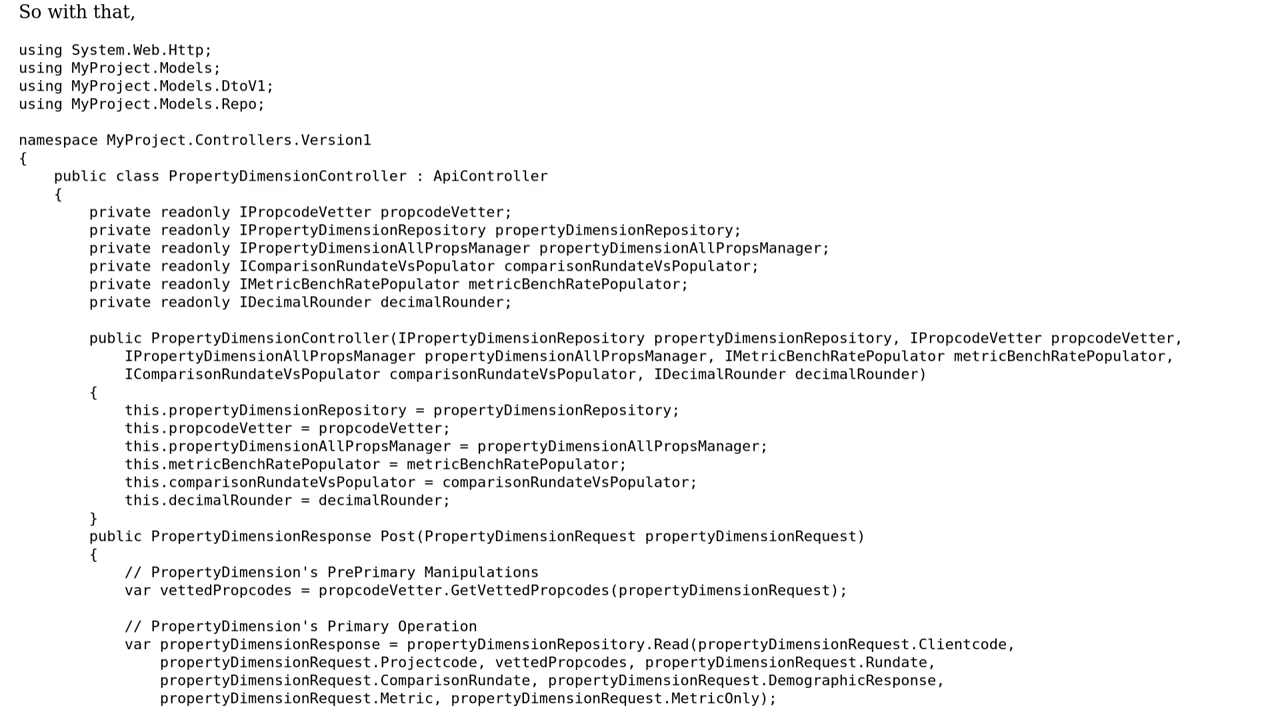 So with that,
using System.Web.Http;
using MyProject.Models;
using MyProject.Models.DtoV1;
using MyProject.Models.Repo;
namespace MyProject.Controllers.Version1
{
    public class PropertyDimensionController : ApiController
    {
        private readonly IPropcodeVetter propcodeVetter;
        private readonly IPropertyDimensionRepository propertyDimensionRepository;
        private readonly IPropertyDimensionAllPropsManager propertyDimensionAllPropsManager;
        private readonly IComparisonRundateVsPopulator comparisonRundateVsPopulator;
        private readonly IMetricBenchRatePopulator metricBenchRatePopulator;
        private readonly IDecimalRounder decimalRounder;
        public PropertyDimensionController(IPropertyDimensionRepository propertyDimensionRepository, IPropcodeVetter propcodeVetter,
            IPropertyDimensionAllPropsManager propertyDimensionAllPropsManager, IMetricBenchRatePopulator metricBenchRatePopulator,
            IComparisonRundateVsPopulator comparisonRundateVsPopulator, IDecimalRounder decimalRounder)
        {
            this.propertyDimensionRepository = propertyDimensionRepository;
            this.propcodeVetter = propcodeVetter;
            this.propertyDimensionAllPropsManager = propertyDimensionAllPropsManager;
            this.metricBenchRatePopulator = metricBenchRatePopulator;
            this.comparisonRundateVsPopulator = comparisonRundateVsPopulator;
            this.decimalRounder = decimalRounder;
        }
        public PropertyDimensionResponse Post(PropertyDimensionRequest propertyDimensionRequest)
        {
            // PropertyDimension's PrePrimary Manipulations
            var vettedPropcodes = propcodeVetter.GetVettedPropcodes(propertyDimensionRequest);
            // PropertyDimension's Primary Operation
            var propertyDimensionResponse = propertyDimensionRepository.Read(propertyDimensionRequest.Clientcode,
                propertyDimensionRequest.Projectcode, vettedPropcodes, propertyDimensionRequest.Rundate,
                propertyDimensionRequest.ComparisonRundate, propertyDimensionRequest.DemographicResponse,
                propertyDimensionRequest.Metric, propertyDimensionRequest.MetricOnly);